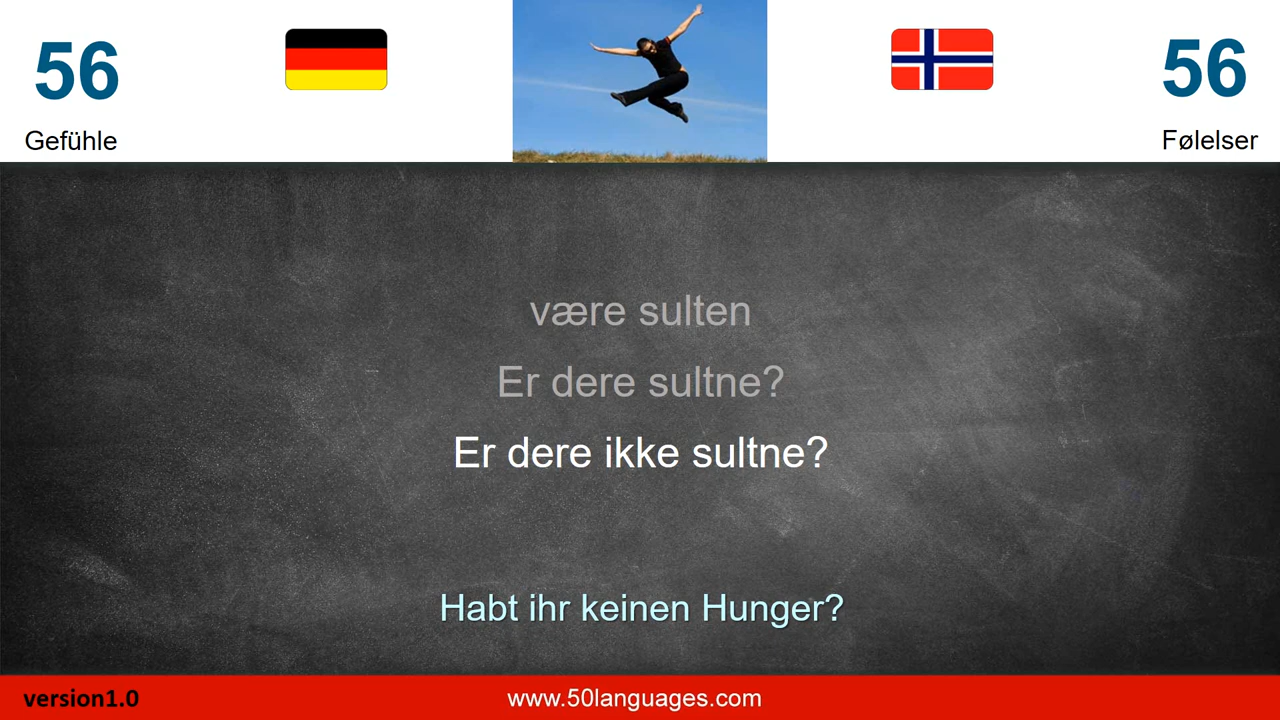 56
56
Gefühle
Følelser
være sulten
Er dere sultne?
Er dere ikke sultne?
Habt ihr keinen Hunger?
version1.0
www.50languages.com